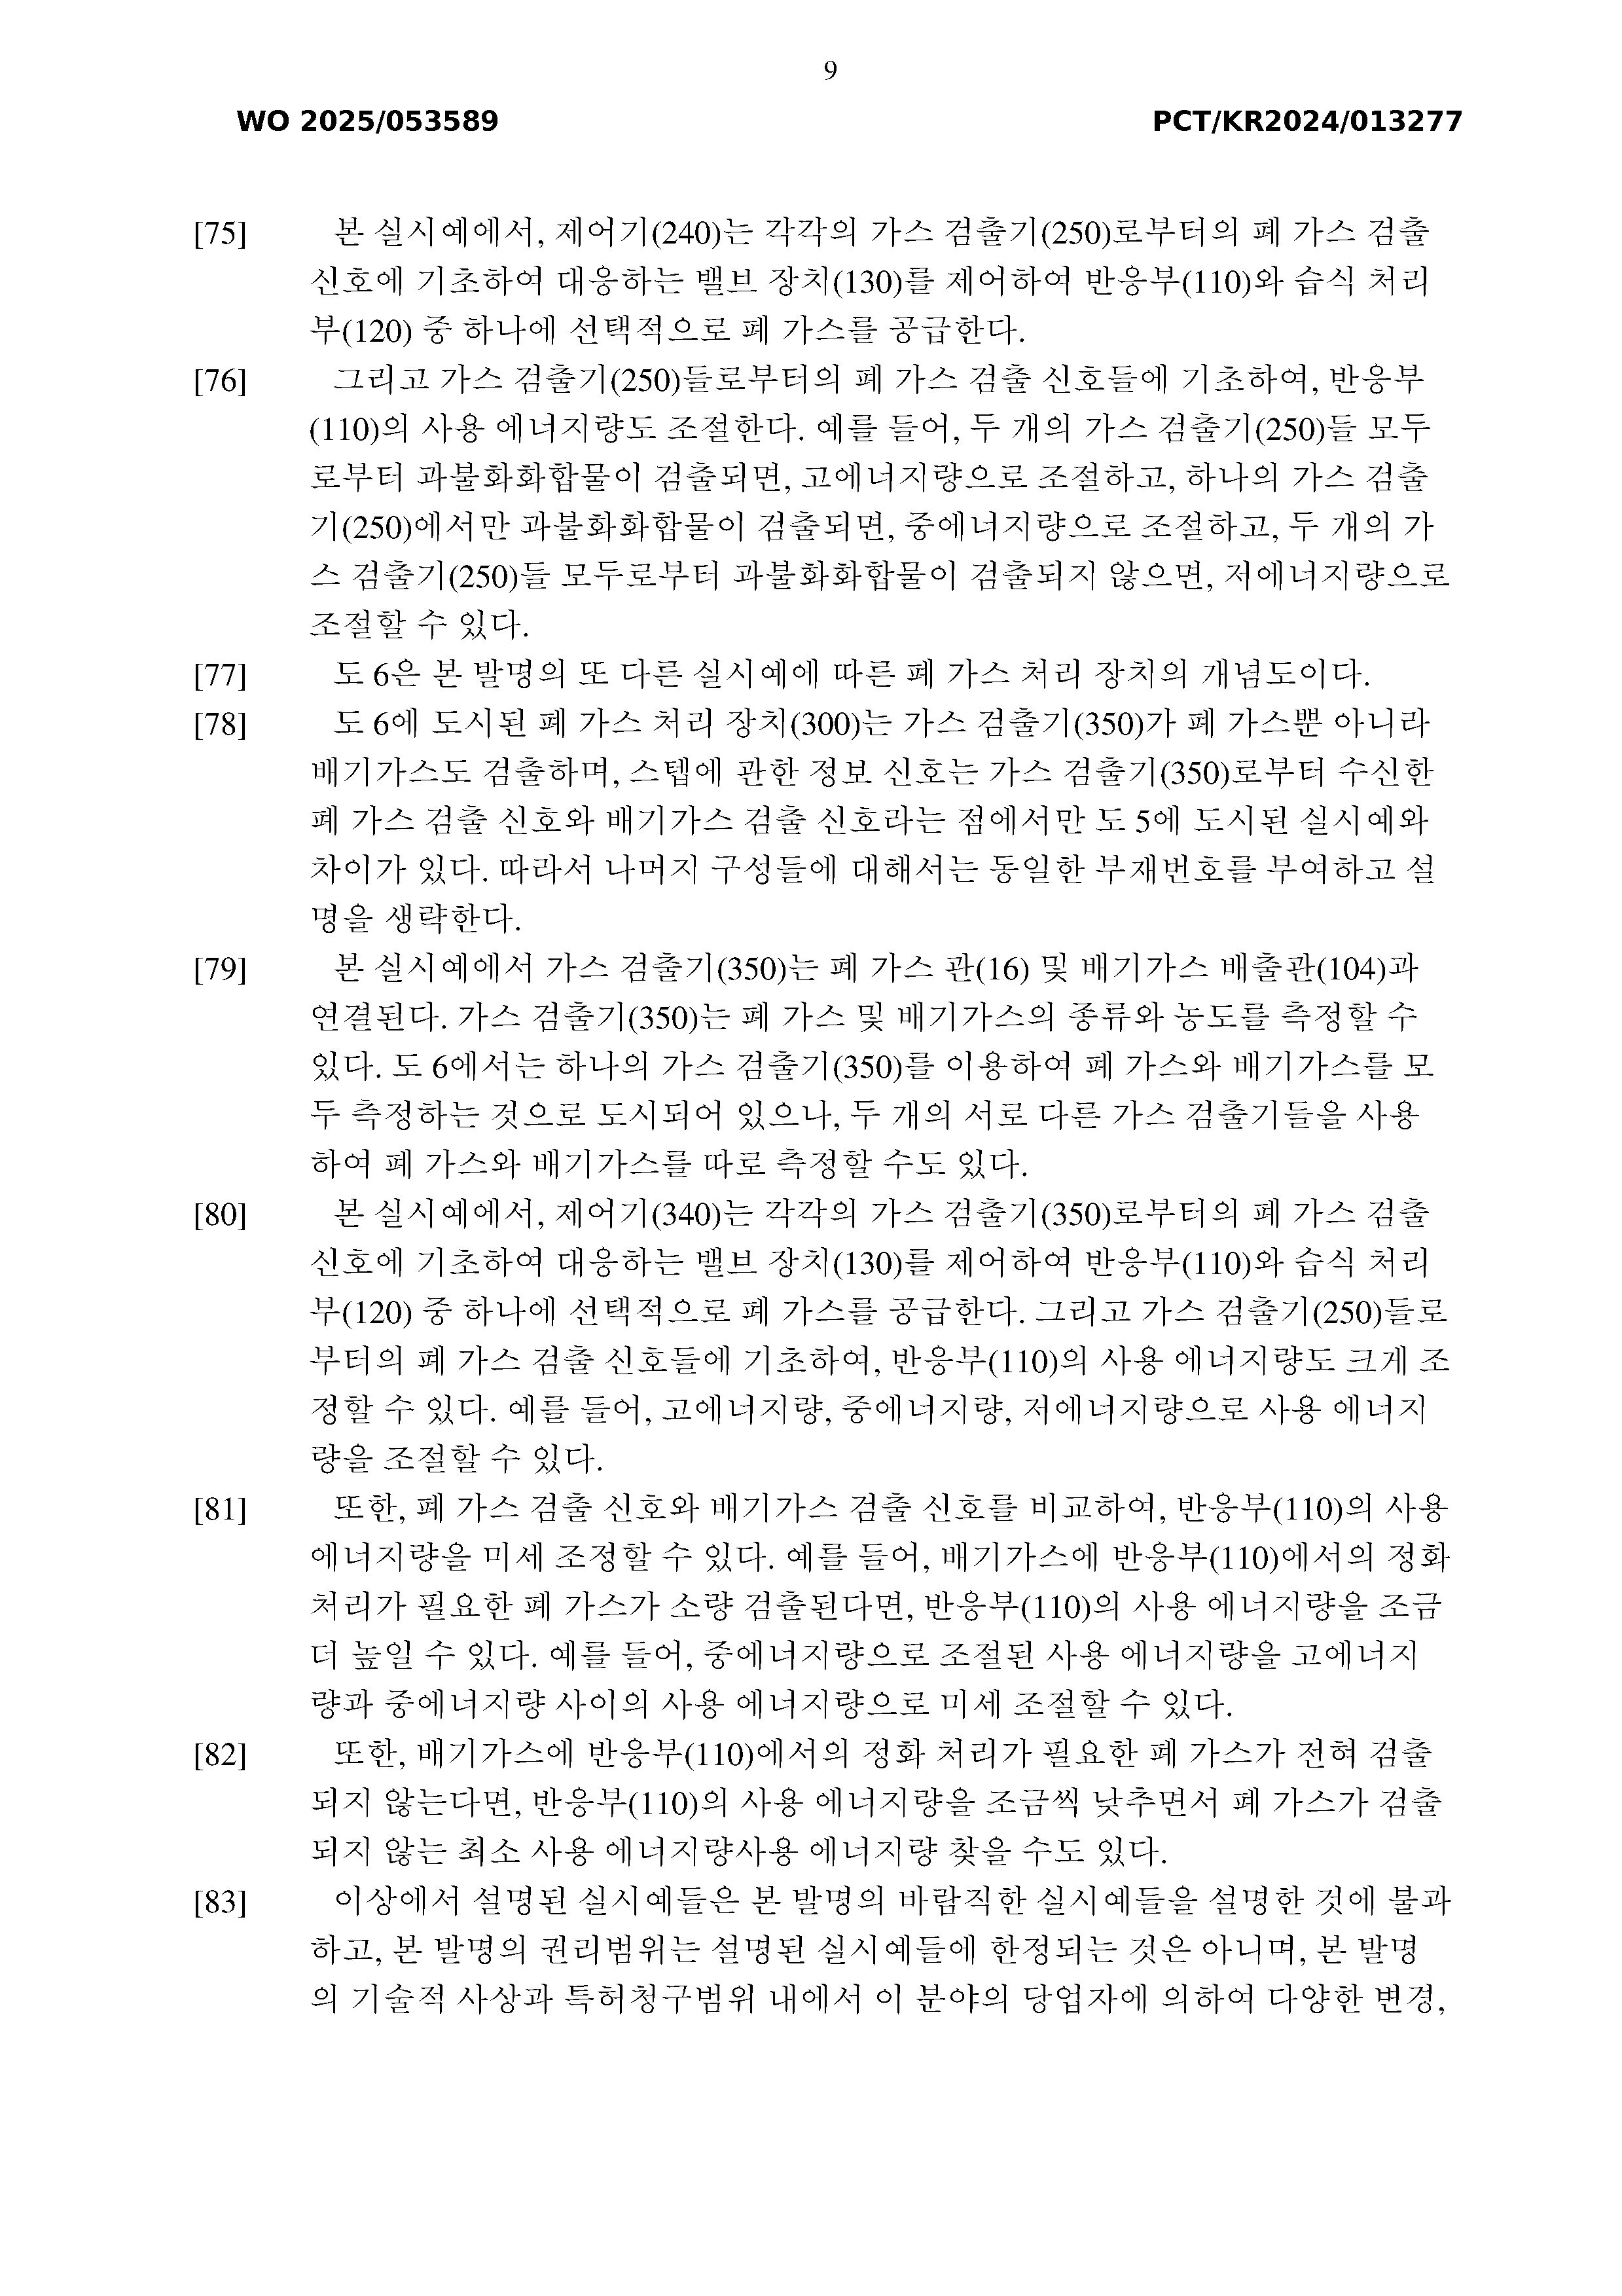 9
WO 2025/053589 PCT/KR2024/013277
[75] 본 실시예에서, 제어기(240)는 각각의 가스 검출기(250)로부터의 폐 가스 검출
신호에 기초하여 대응하는 밸브 장치(130)를 제어하여 반응부(110)와 습식 처리
부(120) 중 하나에 선택적으로 폐 가스를 공급한다.
[76] 그리고 가스 검출기(250)들로부터의 폐 가스 검출 신호들에 기초하여, 반응부
(110)의 사용 에너지량도 조절한다. 예를 들어, 두 개의 가스 검출기(250)들 모두
로부터 과불화화합물이 검출되면, 고에너지량으로 조절하고, 하나의 가스 검출
기(250)에서만 과불화화합물이 검출되면, 중에너지량으로 조절하고, 두 개의 가
스 검출기(250)들 모두로부터 과불화화합물이 검출되지 않으면, 저에너지량으로
조절할 수 있다.
[77] 도 6은 본 발명의 또 다른 실시예에 따른 폐 가스 처리 장치의 개념도이다.
[78] 도 6에 도시된 폐 가스 처리 장치(300)는 가스 검출기(350)가 폐 가스뿐 아니라
배기가스도 검출하며, 스텝에 관한 정보 신호는 가스 검출기(350)로부터 수신한
폐 가스 검출 신호와 배기가스 검출 신호라는 점에서만 도 5에 도시된 실시예와
차이가 있다. 따라서 나머지 구성들에 대해서는 동일한 부재번호를 부여하고 설
명을 생략한다.
[79] 본 실시예에서 가스 검출기(350)는 폐 가스 관(16) 및 배기가스 배출관(104)과
연결된다. 가스 검출기(350)는 폐 가스 및 배기가스의 종류와 농도를 측정할 수
있다. 도 6에서는 하나의 가스 검출기(350)를 이용하여 폐 가스와 배기가스를 모
두 측정하는 것으로 도시되어 있으나, 두 개의 서로 다른 가스 검출기들을 사용
하여 폐 가스와 배기가스를 따로 측정할 수도 있다.
[80] 본 실시예에서, 제어기(340)는 각각의 가스 검출기(350)로부터의 폐 가스 검출
신호에 기초하여 대응하는 밸브 장치(130)를 제어하여 반응부(110)와 습식 처리
부(120) 중 하나에 선택적으로 폐 가스를 공급한다. 그리고 가스 검출기(250)들로
부터의 폐 가스 검출 신호들에 기초하여, 반응부(110)의 사용 에너지량도 크게 조
정할 수 있다. 예를 들어, 고에너지량, 중에너지량, 저에너지량으로 사용 에너지
량을 조절할 수 있다.
[81] 또한, 폐 가스 검출 신호와 배기가스 검출 신호를 비교하여, 반응부(110)의 사용
에너지량을 미세 조정할 수 있다. 예를 들어, 배기가스에 반응부(110)에서의 정화
처리가 필요한 폐 가스가 소량 검출된다면, 반응부(110)의 사용 에너지량을 조금
더 높일 수 있다. 예를 들어, 중에너지량으로 조절된 사용 에너지량을 고에너지
량과 중에너지량 사이의 사용 에너지량으로 미세 조절할 수 있다.
[82] 또한, 배기가스에 반응부(110)에서의 정화 처리가 필요한 폐 가스가 전혀 검출
되지 않는다면, 반응부(110)의 사용 에너지량을 조금씩 낮추면서 폐 가스가 검출
되지 않는 최소 사용 에너지량사용 에너지량 찾을 수도 있다.
[83] 이상에서 설명된 실시예들은 본 발명의 바람직한 실시예들을 설명한 것에 불과
하고, 본 발명의 권리범위는 설명된 실시예들에 한정되는 것은 아니며, 본 발명
의 기술적 사상과 특허청구범위 내에서 이 분야의 당업자에 의하여 다양한 변경,